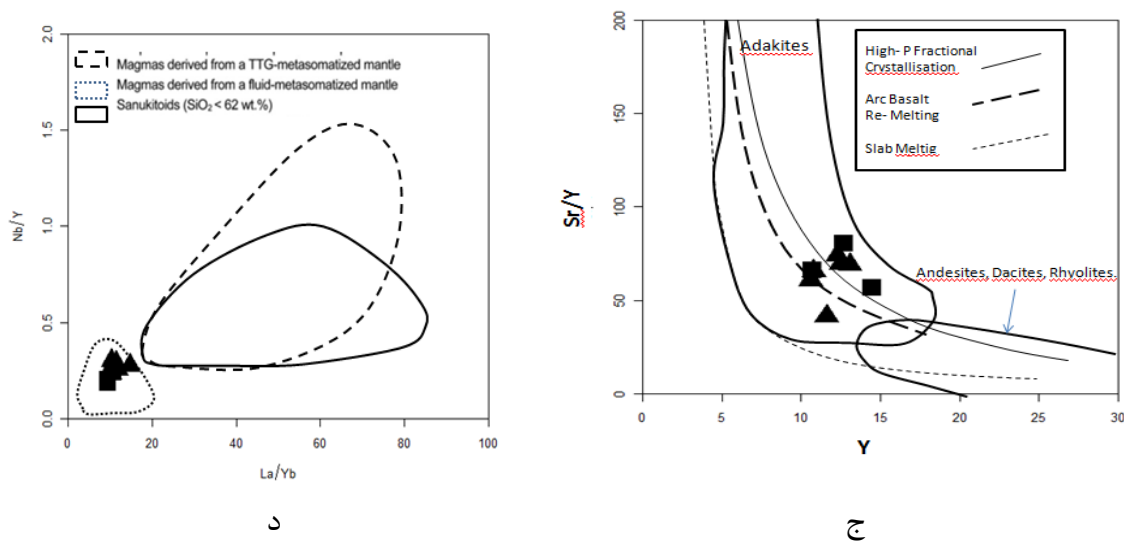 2.0
1.5
1.0
0.5
0.0
Nb/Y
Magmas derived from a TTG-metasomatized mantle
Magmas derived from a fluid-metasomatized mantle
Sanukitoids (SiO₂ < 62 wt.%)
0 20 40 60 80 100
La/Yb
د
200
150
100
50
0
Sr/Y
Adakites
High- P Fractional
Crystallisation
Arc Basalt
Re- Melting
Slab Meltig
Andesites, Dacites, Rhvolites.
0 5 10 15 20 25 30
Y
ج